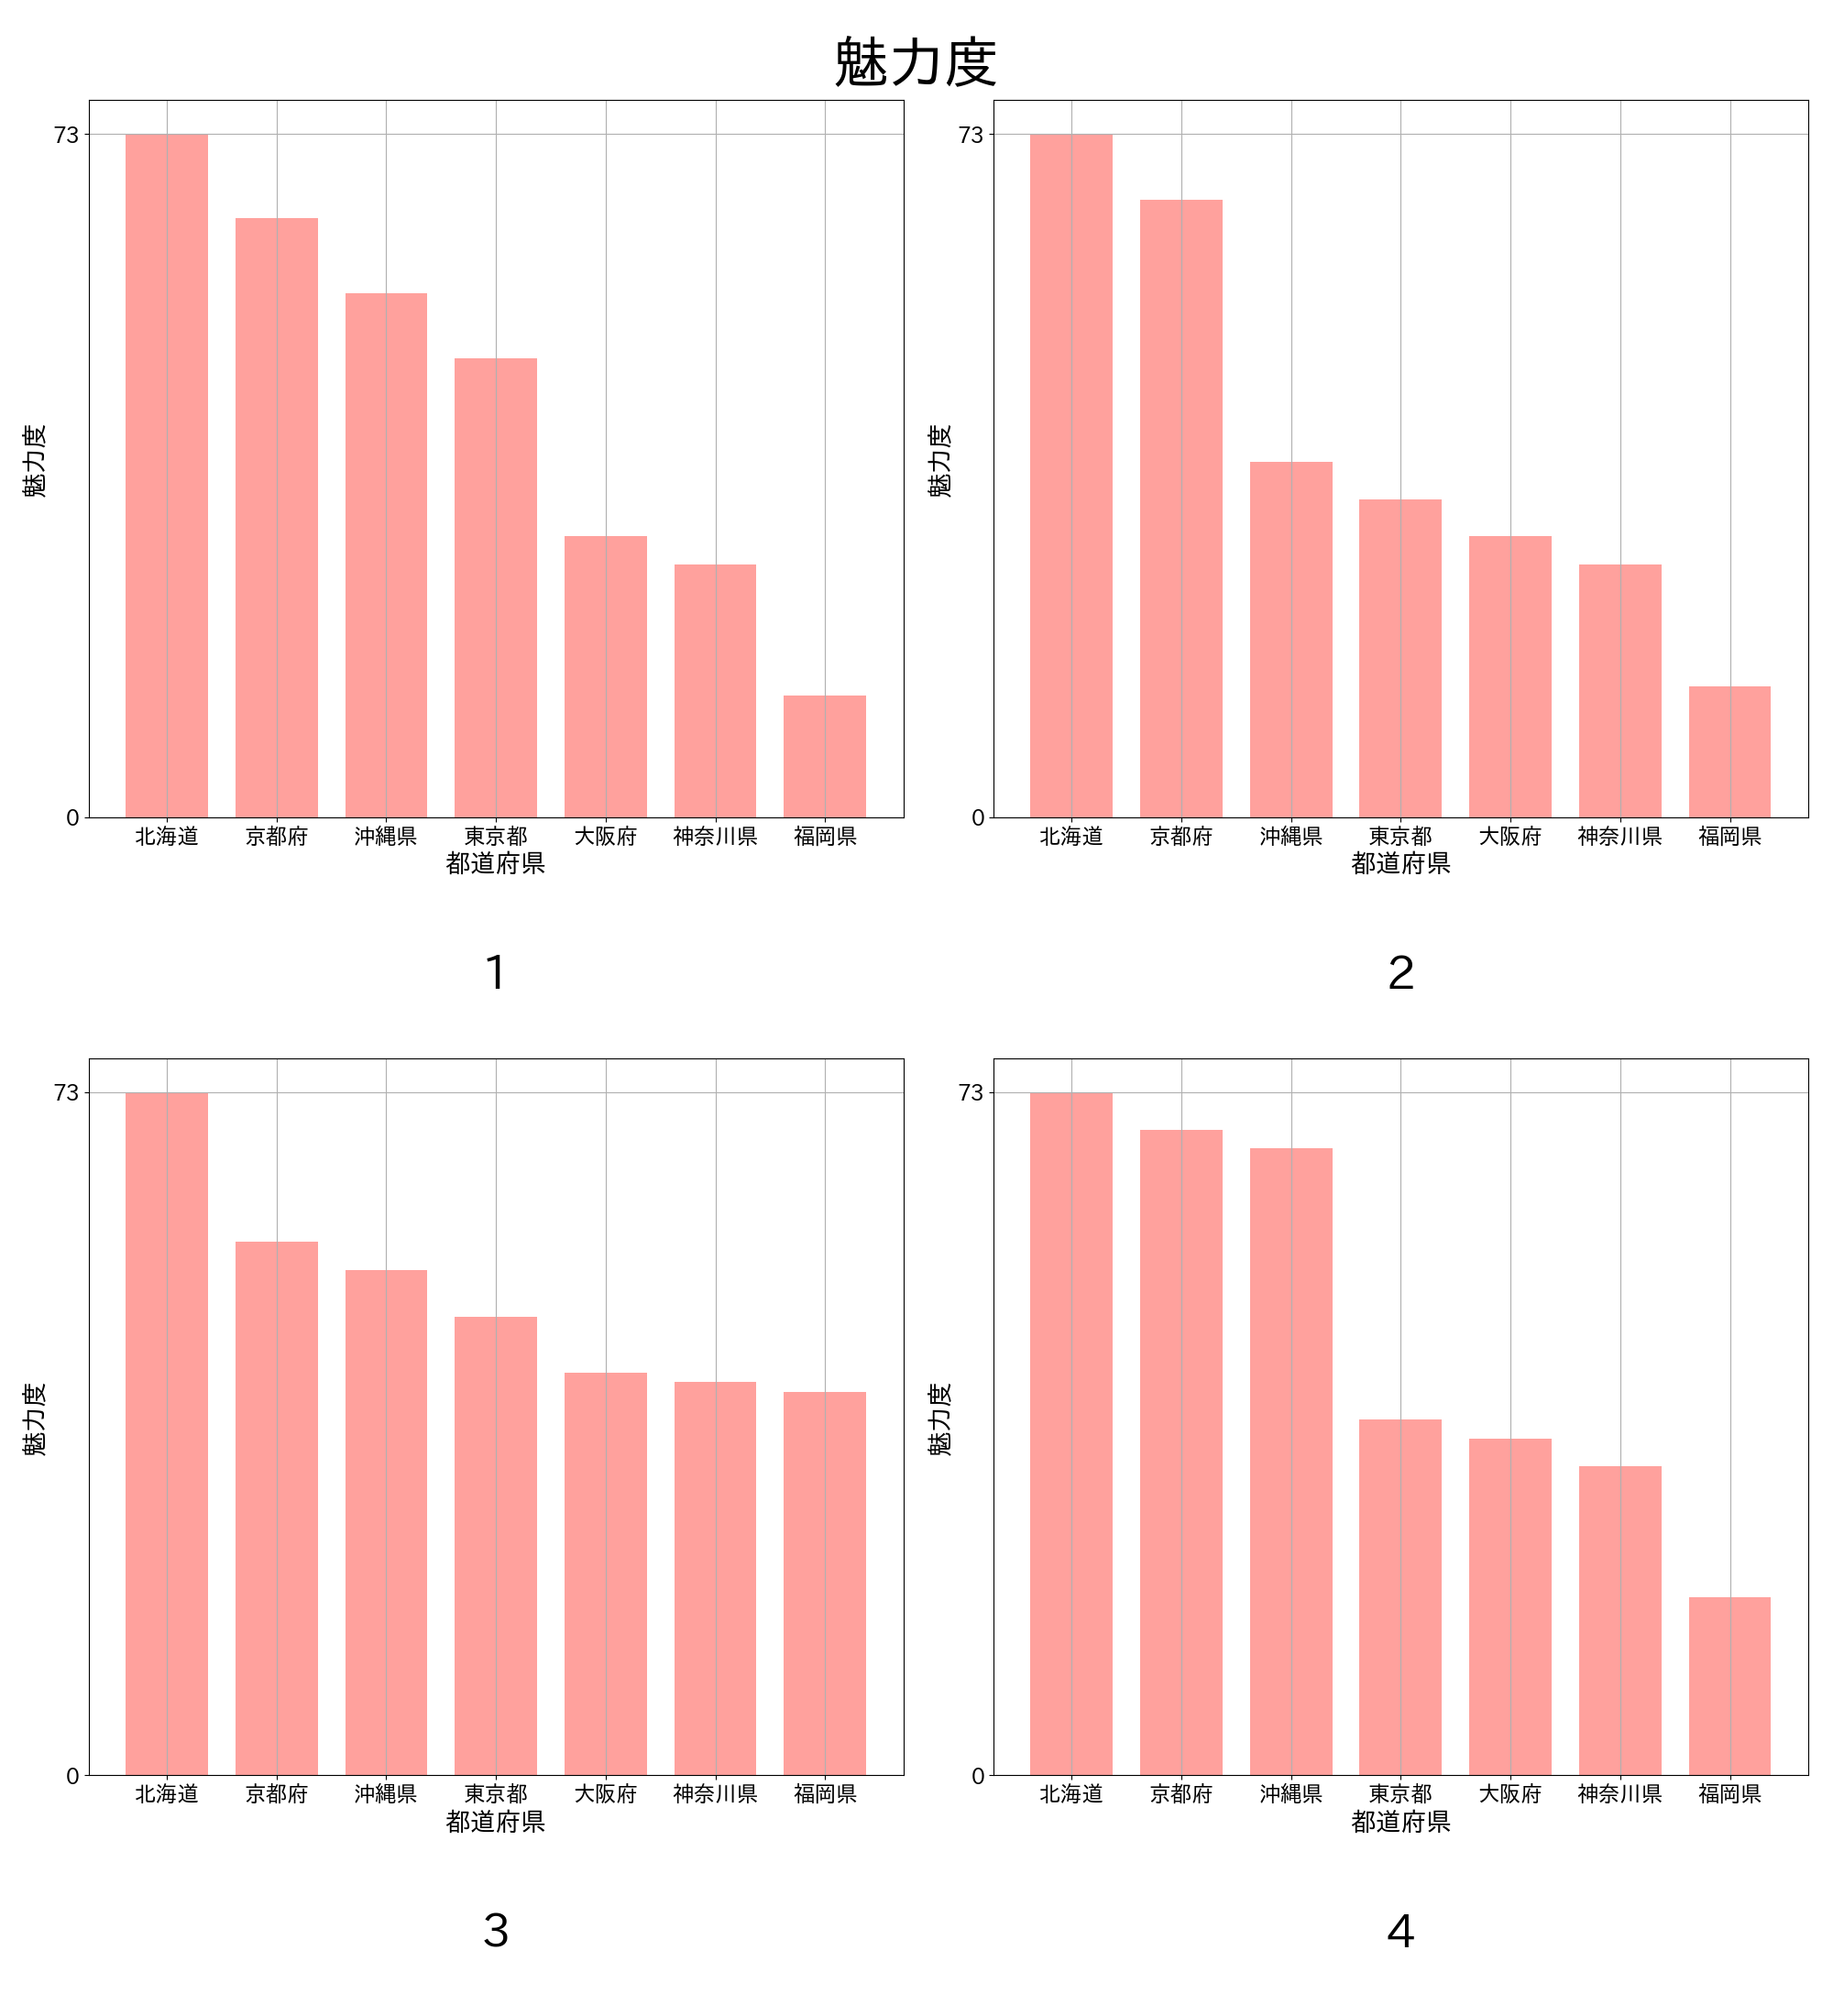 魅力度
73
0
魅力度
北海道 京都府 沖縄県 東京都 大阪府 神奈川県 福岡県
都道府県
1
73
0
魅力度
北海道 京都府 沖縄県 東京都 大阪府 神奈川県 福岡県
都道府県
2
73
0
魅力度
北海道 京都府 沖縄県 東京都 大阪府 神奈川県 福岡県
都道府県
3
73
0
魅力度
北海道 京都府 沖縄県 東京都 大阪府 神奈川県 福岡県
都道府県
4